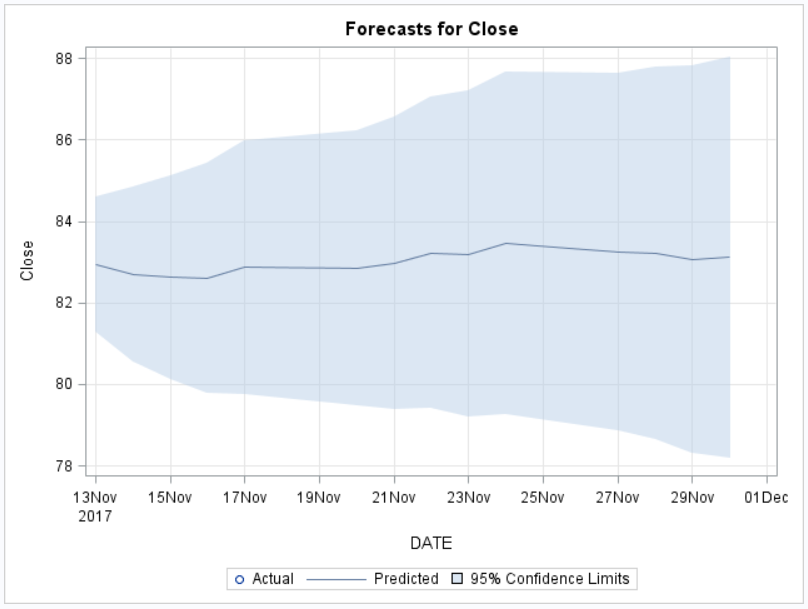 Forecasts for Close
88
86
84
82
80
78
Close
13Nov 15Nov 17Nov 19Nov 21Nov 23Nov 25Nov 27Nov 29Nov 01Dec
2017
DATE
Actual Predicted 95% Confidence Limits